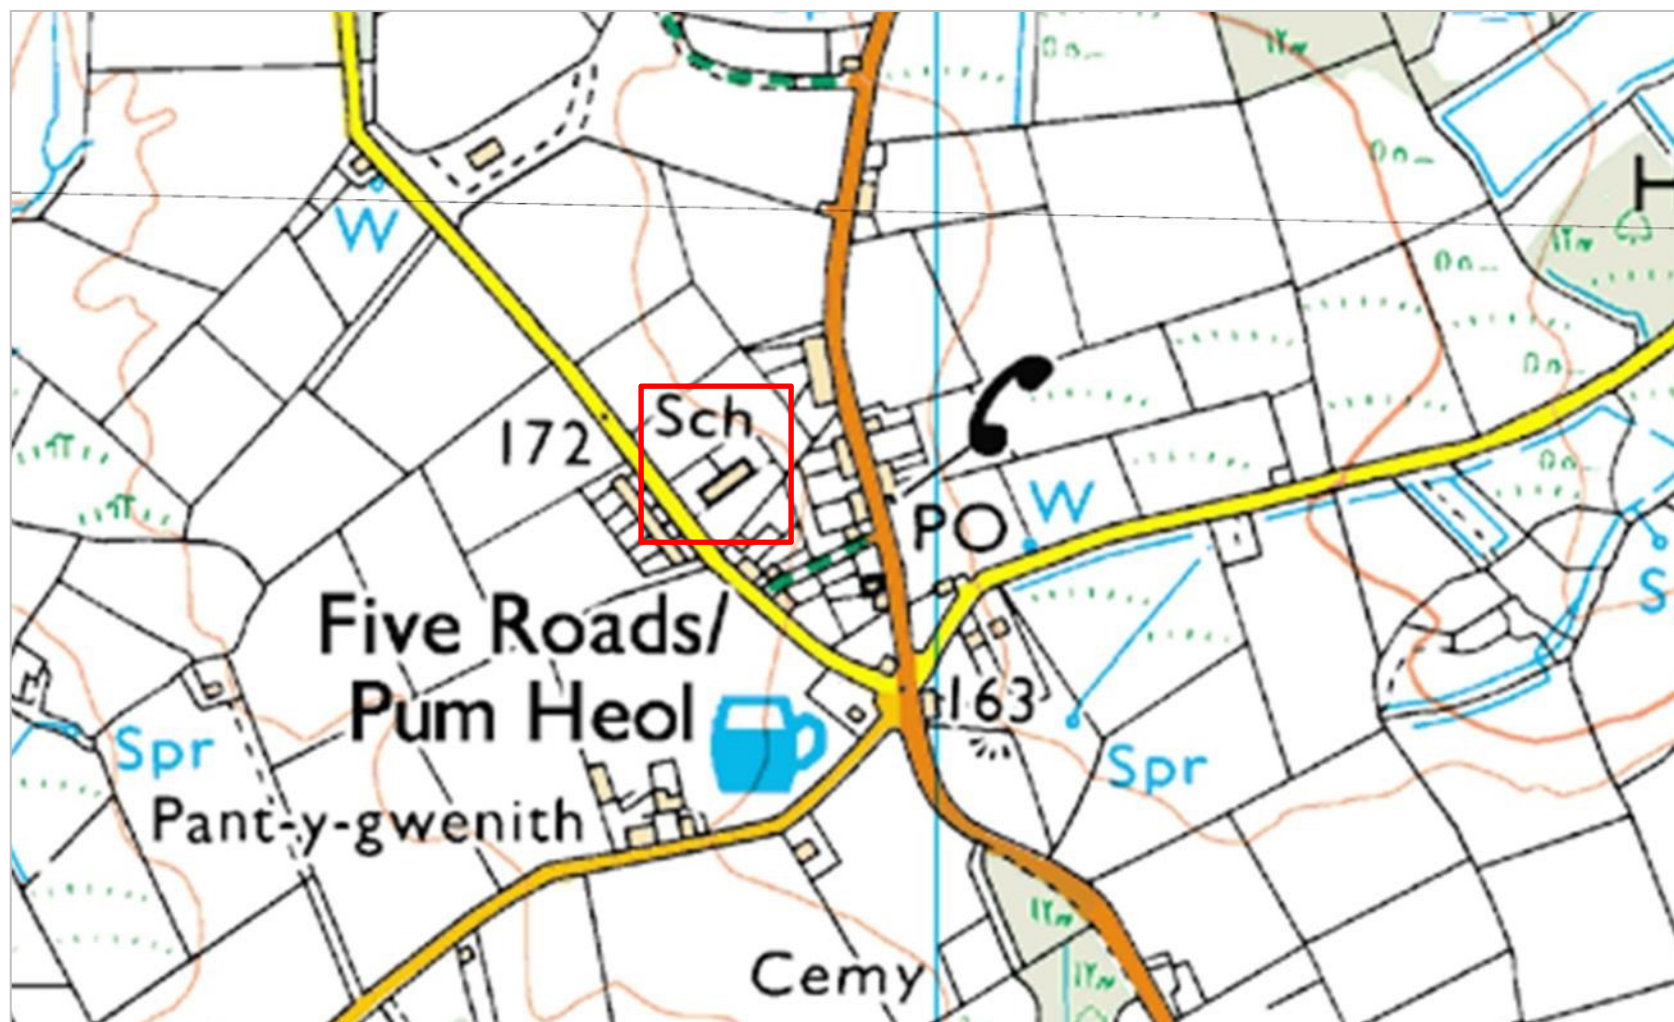 W
172
Sch
PO
W
Five Roads/
Pum Heol
163
Spr
Spr
Pant-y-gwenith
Cemy
H
S